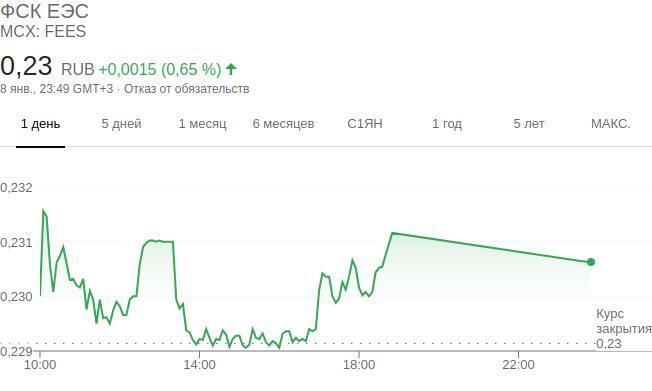 ФСК ЕЭС
MCX: FEES
0,23 RUB +0,0015 (0,65 %)
8 янв., 23:49 GMT+3 · Отказ от обязательств
1 день 5 дней 1 месяц 6 месяцев С1ЯН 1 год 5 лет МАКС.
0,232
0,231
0,230
0,229
Курс
закрытия
0,23
10:00 14:00 18:00 22:00